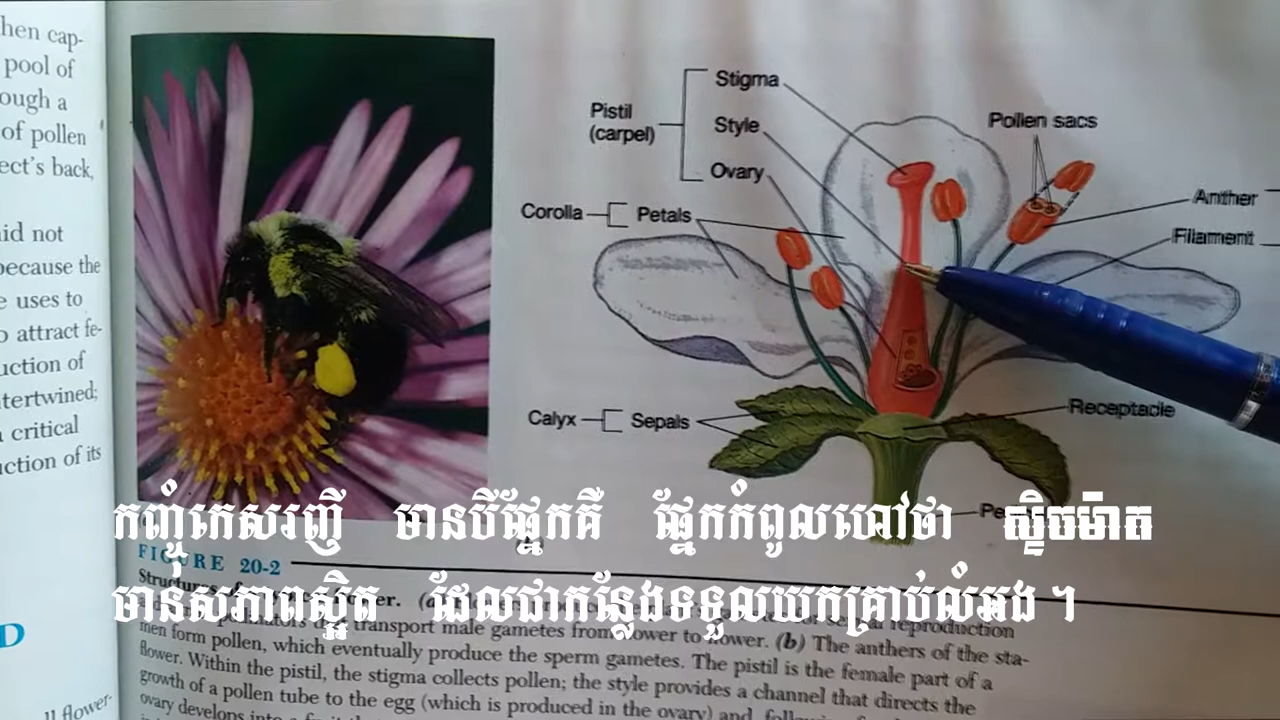 hen cap-
pool of
ough a
of pollen
ect's back,
id not
because the
uses to
attract fe-
uction of
tertwined;
critical
uction of its
D
flower-
Pistil
(carpel)
Stigma
Style
Ovary
Corolla
Petals
Pollen sacs
Anther
Filament
Calyx
Sepals
Receptacle
កញ្ចុំកេសរញី មានបីផ្នែកគឺ ផ្នែកកំពូលហៅថា ស្ទិចម៉ាត
មានសភាពស្អិត ដែលជាកន្លែងទទួលយកគ្រាប់លំអង ។
FIGURE 20-2
transport male gametes from flower to flower. (b) The anthers of the sta-
men form pollen, which eventually produce the sperm gametes. The pistil is the female part of a
flower. Within the pistil, the stigma collects pollen; the style provides a channel that directs the
growth of a pollen tube to the egg (which is produced in the ovary) and,
ovary develops into a